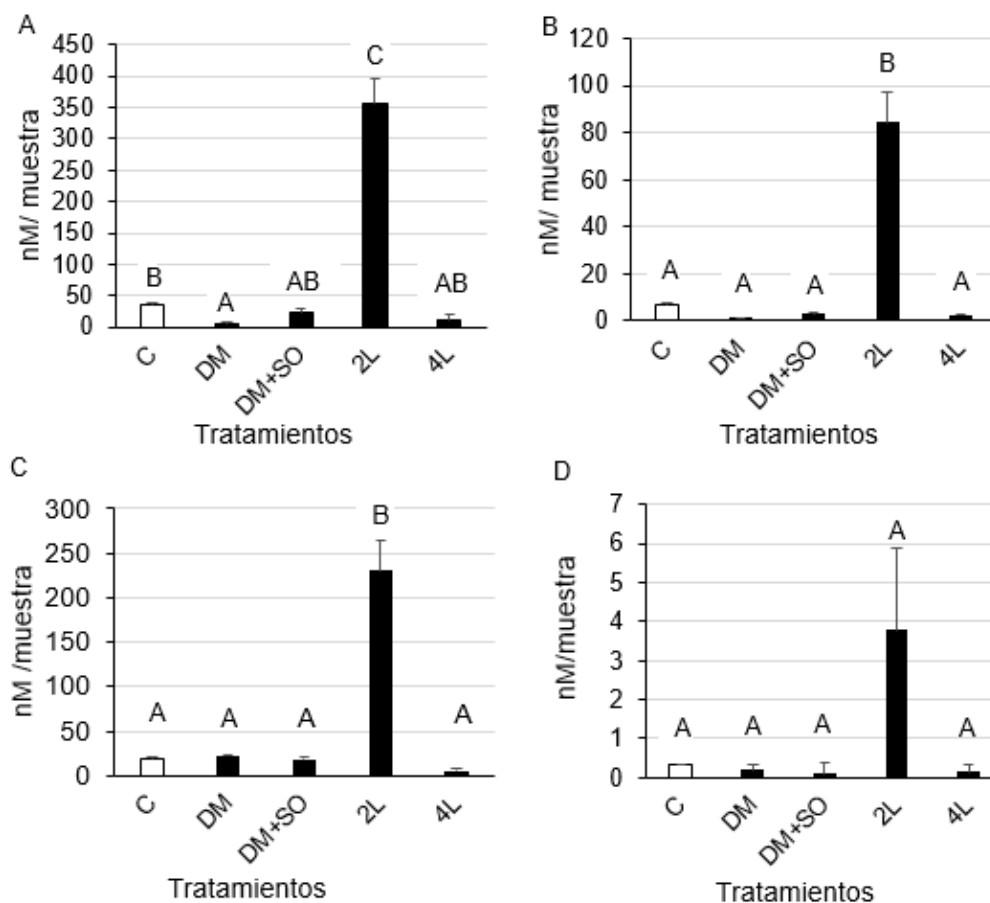 A
450
400
350
300
250
200
150
100
50
0
nM/ muestra
B
A
AB
C
AB
C
DM
DM+SO
2L
4L
Tratamientos
B
120
100
80
60
40
20
0
nM/ muestra
A
A
A
B
A
C
DM
DM+SO
2L
4L
Tratamientos
C
300
250
200
150
100
50
0
nM /muestra
A
A
A
B
A
C
DM
DM+SO
2L
4L
Tratamientos
D
7
6
5
4
3
2
1
0
nM/muestra
A
A
A
A
A
C
DM
DM+SO
2L
4L
Tratamientos